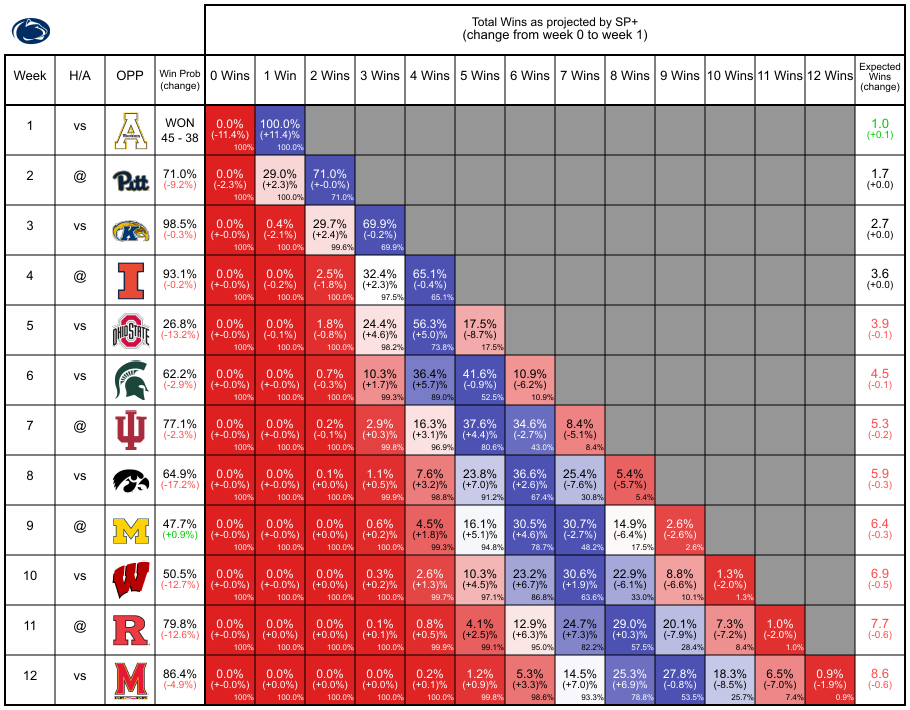 Total Wins as projected by SP+
(change from week 0 to week 1)
Week H/A OPP Win Prob (change) 0 Wins 1 Win 2 Wins 3 Wins 4 Wins 5 Wins 6 Wins 7 Wins 8 Wins 9 Wins 10 Wins 11 Wins 12 Wins Expected Wins (change)
1 vs A WON 0.0% 100.0% 1.0
45 - 38 (-11.4%) (+11.4)% (+0.1)
100% 100.0%
2 @ Pitt 71.0% 0.0% 29.0% 71.0% 1.7
(-9.2%) (-2.3%) (+2.3)% (+-0.0%) (+0.0)
100% 100.0% 71.0%
3 vs K 98.5% 0.0% 0.4% 29.7% 69.9% 2.7
(-0.3%) (+-0.0%) (-2.1%) (+2.4)% (-0.2%) (+0.0)
100% 100.0% 99.6% 69.9%
4 @ I 93.1% 0.0% 0.0% 2.5% 32.4% 65.1% 3.6
(-0.2%) (+-0.0%) (-0.2%) (-1.8%) (+2.3)% (-0.4%) (+0.0)
100% 100.0% 100.0% 97.5% 65.1%
5 vs OHIO STATE 26.8% 0.0% 0.0% 1.8% 24.4% 56.3% 17.5% 3.9
(-13.2%) (+-0.0%) (-0.1%) (-0.8%) (+4.6)% (+5.0)% (-8.7%) (-0.1)
100% 100.0% 100.0% 98.2% 73.8% 17.5%
6 vs 62.2% 0.0% 0.0% 0.7% 10.3% 36.4% 41.6% 10.9% 4.5
(-2.9%) (+-0.0%) (+-0.0%) (-0.3%) (+1.7)% (+5.7)% (-0.9%) (-6.2%) (-0.1)
100% 100.0% 100.0% 99.3% 89.0% 52.5% 10.9%
7 @ 77.1% 0.0% 0.0% 0.2% 2.9% 16.3% 37.6% 34.6% 8.4% 5.3
(-2.3%) (+-0.0%) (+-0.0%) (-0.1%) (+0.3)% (+3.1)% (+4.4)% (-2.7%) (-5.1%) (-0.2)
100% 100.0% 100.0% 99.8% 96.9% 80.6% 43.0% 8.4%
8 vs 64.9% 0.0% 0.0% 0.1% 1.1% 7.6% 23.8% 36.6% 25.4% 5.4% 5.9
(-17.2%) (+-0.0%) (+-0.0%) (+-0.0%) (+0.5)% (+3.2)% (+7.0)% (+2.6)% (-7.6%) (-5.7%) (-0.3)
100% 100.0% 100.0% 99.9% 98.8% 91.2% 67.4% 30.8% 5.4%
9 @ M 47.7% 0.0% 0.0% 0.0% 0.6% 4.5% 16.1% 30.5% 30.7% 14.9% 2.6% 6.4
(+0.9%) (+-0.0%) (+-0.0%) (+-0.0%) (+0.2)% (+1.8)% (+5.1)% (+4.6)% (-2.7%) (-6.4%) (-2.6%) (-0.3)
100% 100.0% 100.0% 100.0% 99.3% 94.8% 78.7% 48.2% 17.5% 2.6%
10 vs W 50.5% 0.0% 0.0% 0.0% 0.3% 2.6% 10.3% 23.2% 30.6% 22.9% 8.8% 1.3% 6.9
(-12.7%) (+-0.0%) (+-0.0%) (+0.0)% (+0.2)% (+1.3)% (+4.5)% (+6.7)% (+1.9)% (-6.1%) (-6.6%) (-2.0%) (-0.5)
100% 100.0% 100.0% 100.0% 99.7% 97.1% 86.8% 63.6% 33.0% 10.1% 1.3%
11 @ R 79.8% 0.0% 0.0% 0.0% 0.1% 0.8% 4.1% 12.9% 24.7% 29.0% 20.1% 7.3% 1.0% 7.7
(-12.6%) (+-0.0%) (+0.0)% (+0.0)% (+0.1)% (+0.5)% (+2.5)% (+6.3)% (+7.3)% (+0.3)% (-7.9%) (-7.2%) (-2.0%) (-0.6)
100% 100.0% 100.0% 100.0% 99.9% 99.1% 95.0% 82.2% 57.5% 28.4% 8.4% 1.0%
12 vs M 86.4% 0.0% 0.0% 0.0% 0.0% 0.2% 1.2% 5.3% 14.5% 25.3% 27.8% 18.3% 6.5% 0.9% 8.6
(-4.9%) (+-0.0%) (+0.0)% (+0.0)% (+0.0)% (+0.1)% (+0.9)% (+3.3)% (+7.0)% (+6.9)% (-0.8%) (-8.5%) (-7.0%) (-1.9%) (-0.6)
100% 100.0% 100.0% 100.0% 100.0% 99.8% 98.6% 93.3% 78.8% 53.5% 25.7% 7.4% 0.9%